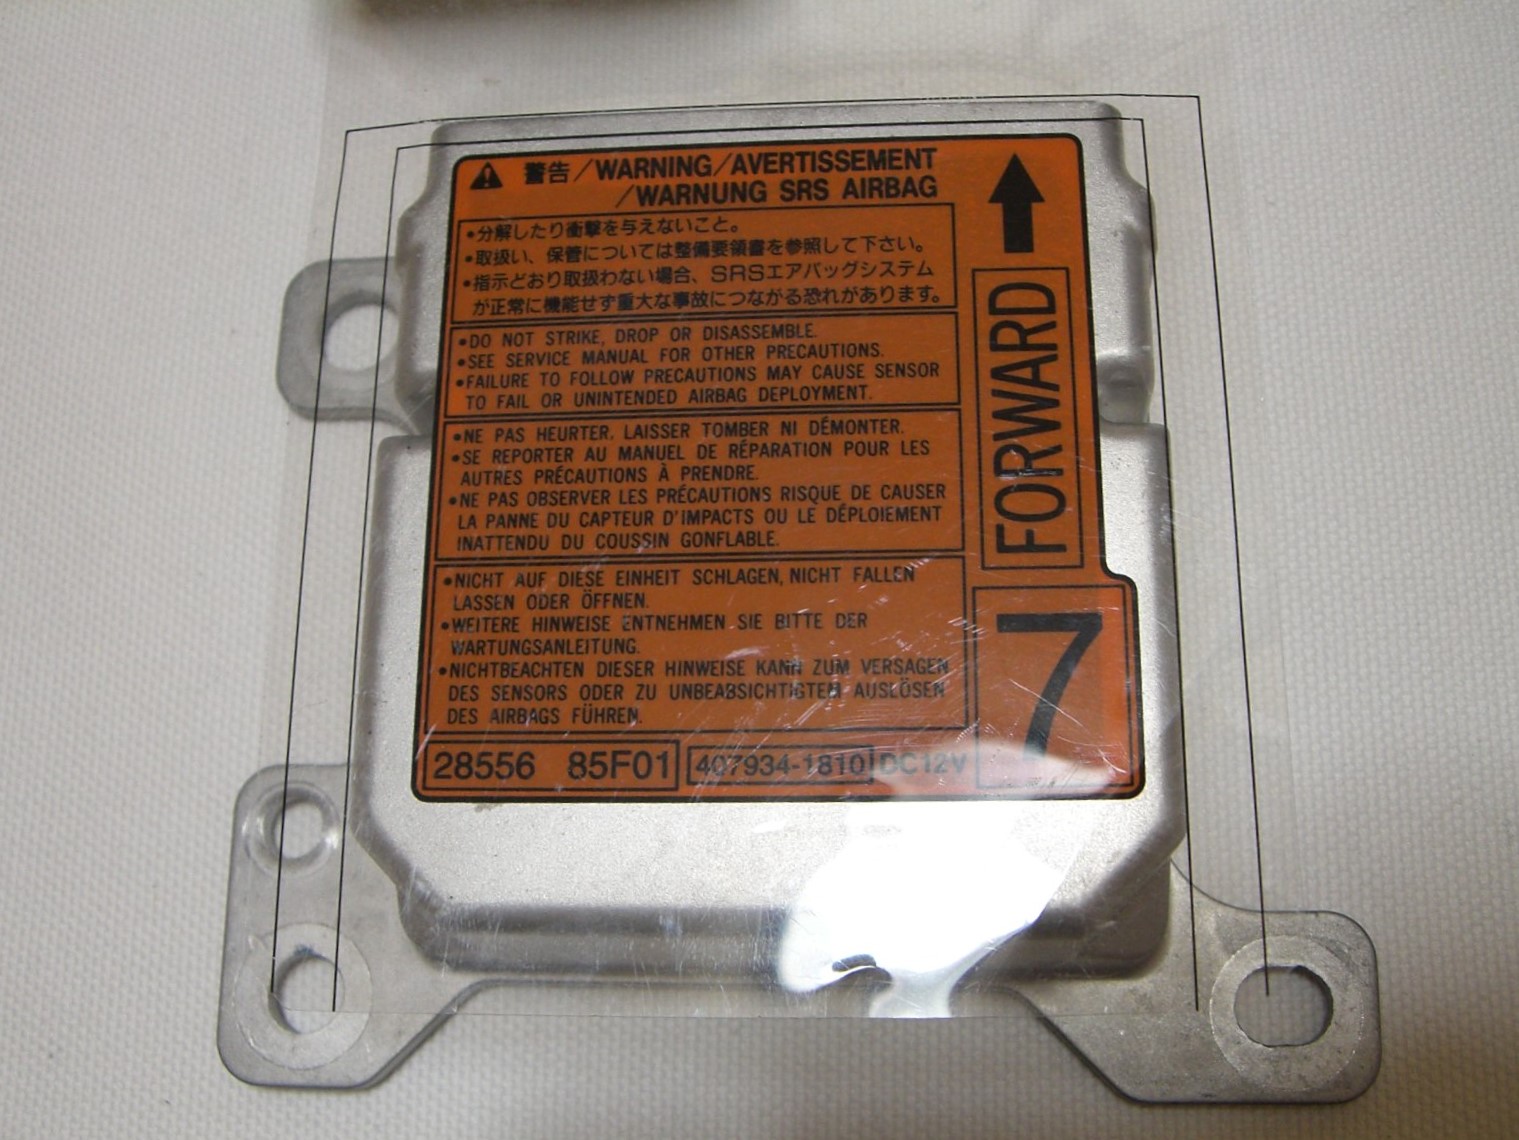 警告/WARNING/AVERTISSEMENT
/WARNUNG SRS AIRBAG
•分解したり衝撃を与えないこと。
•取扱い、保管については整備要領書を参照して下さい。
•指示どおり取扱わない場合、SRSエアバッグシステム
が正常に機能せず重大な事故につながる恐れがあります。
•DO NOT STRIKE, DROP OR DISASSEMBLE.
•SEE SERVICE MANUAL FOR OTHER PRECAUTIONS.
•FAILURE TO FOLLOW PRECAUTIONS MAY CAUSE SENSOR
TO FAIL OR UNINTENDED AIRBAG DEPLOYMENT.
•NE PAS HEURTER, LAISSER TOMBER NI DÉMONTER.
•SE REPORTER AU MANUEL DE RÉPARATION POUR LES
AUTRES PRÉCAUTIONS À PRENDRE.
•NE PAS OBSERVER LES PRÉCAUTIONS RISQUE DE CAUSER
LA PANNE DU CAPTEUR D'IMPACTS OU LE DÉPLOIEMENT
INATTENDU DU COUSSIN GONFLABLE.
•NICHT AUF DIESE EINHEIT SCHLAGEN, NICHT FALLEN
LASSEN ODER ÖFFNEN.
•WEITERE HINWEISE ENTNEHMEN SIE BITTE DER
WARTUNGSANLEITUNG.
•NICHTBEACHTEN DIESER HINWEISE KANN ZUM VERSAGEN
DES SENSORS ODER ZU UNBEABSICHTIGTEM AUSLÖSEN
DES AIRBAGS FÜHREN.
28556 85F01 407934-1810 DC12V
FORWARD
7